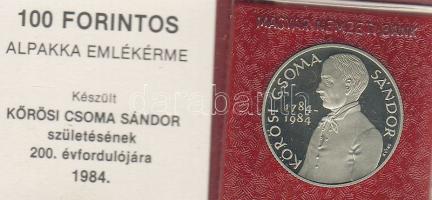 100 FORINTOS
ALPAKKA EMLÉKÉRME
Készült
KŐRÖSI CSOMA SÁNDOR
születésének
200. évfordulójára
1984.
MAGYAR NEMZETI BANK
KŐRÖSI CSOMA SÁNDOR
1784
1984
darabanth